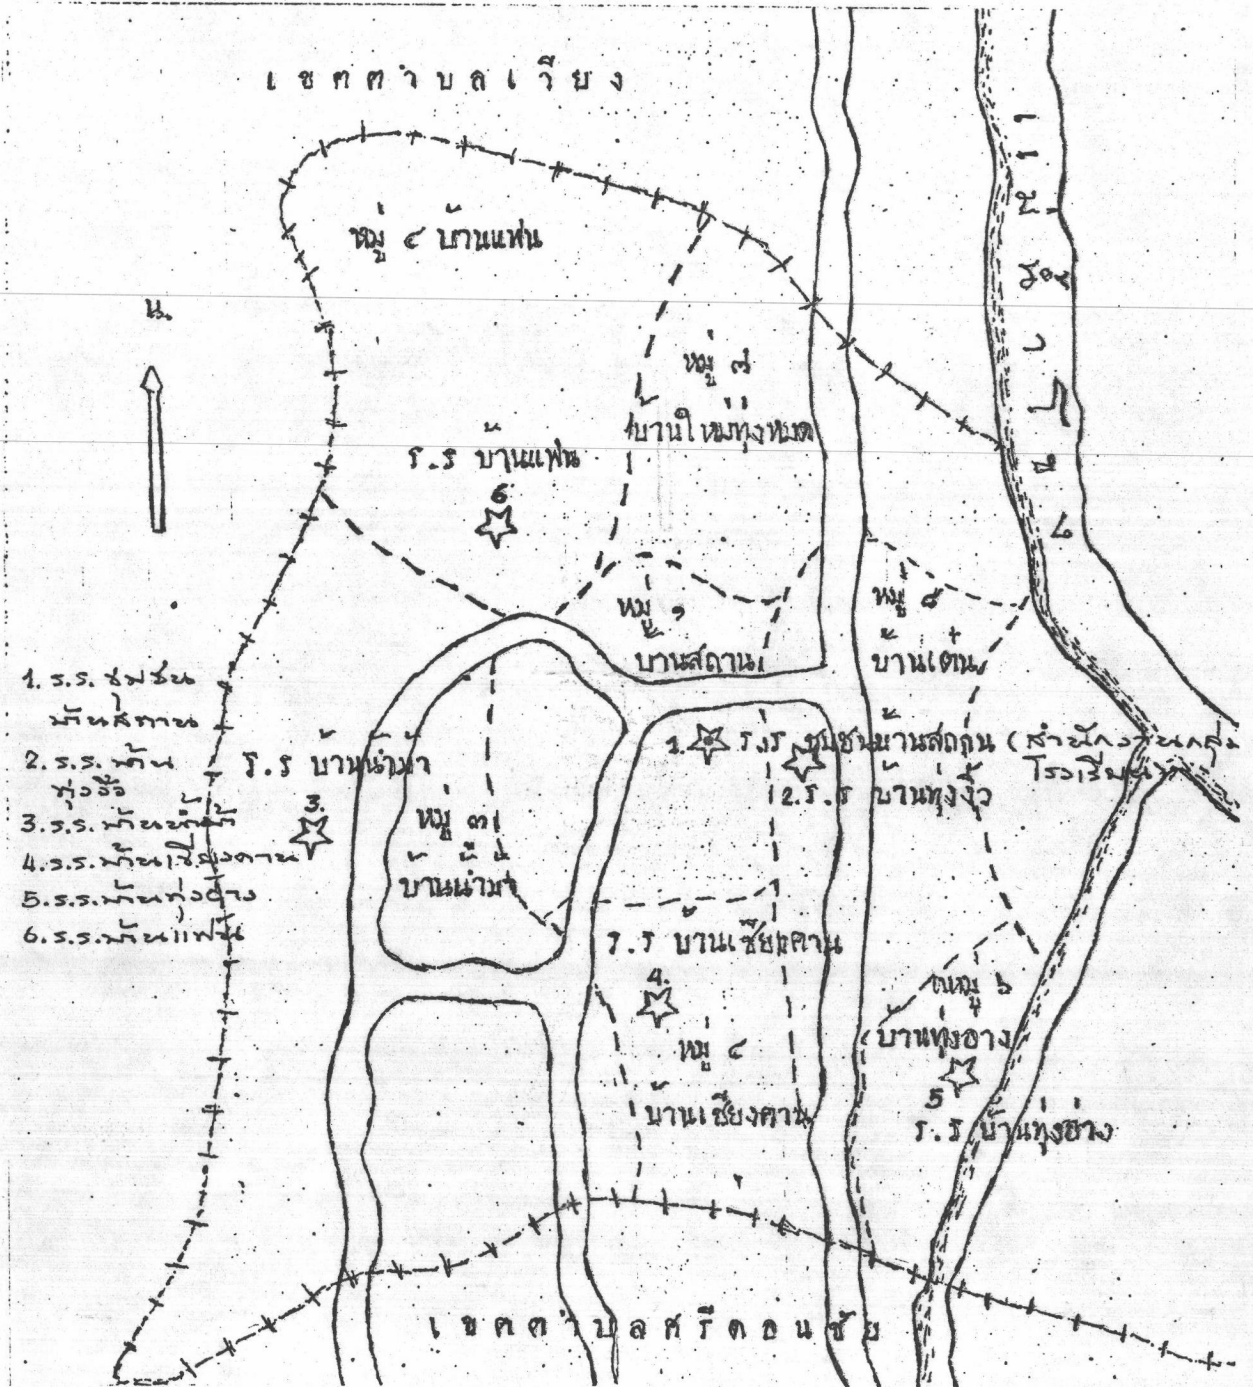 เขตตำบลเวียง
หมู่ ๔ บ้านแฟน
น.
หมู่ ๗
บ้านใหม่ทุ่งหมด
ร.ร บ้านแฟน
6.
หมู่ ๑
บ้านสถาน
หมู่ ๘
บ้านเต๋น
1. ร.ร. ชุมชน
บ้านสถาน
2. ร.ร. บ้าน
ทุ่งงิ้ว
3. ร.ร. บ้านน้ำม้า
4. ร.ร. บ้านเชียงคาน
5. ร.ร. บ้านทุ่งอ่าง
6. ร.ร. บ้านแฟน
ร.ร บ้านน้ำม้า
3.
1. ร.ร ชุมชนบ้านสถาน (สำนักงานกลุ่ม
โรงเรียน)
2. ร.ร บ้านทุ่งงิ้ว
หมู่ ๓
บ้านน้ำม้า
ร.ร บ้านเชียงคาน
4.
หมู่ ๕
บ้านเชียงคาน
หมู่ ๖
บ้านทุ่งอ่าง
5
ร.ร บ้านทุ่งอ่าง
เขตตำบลศรีดอนชัย